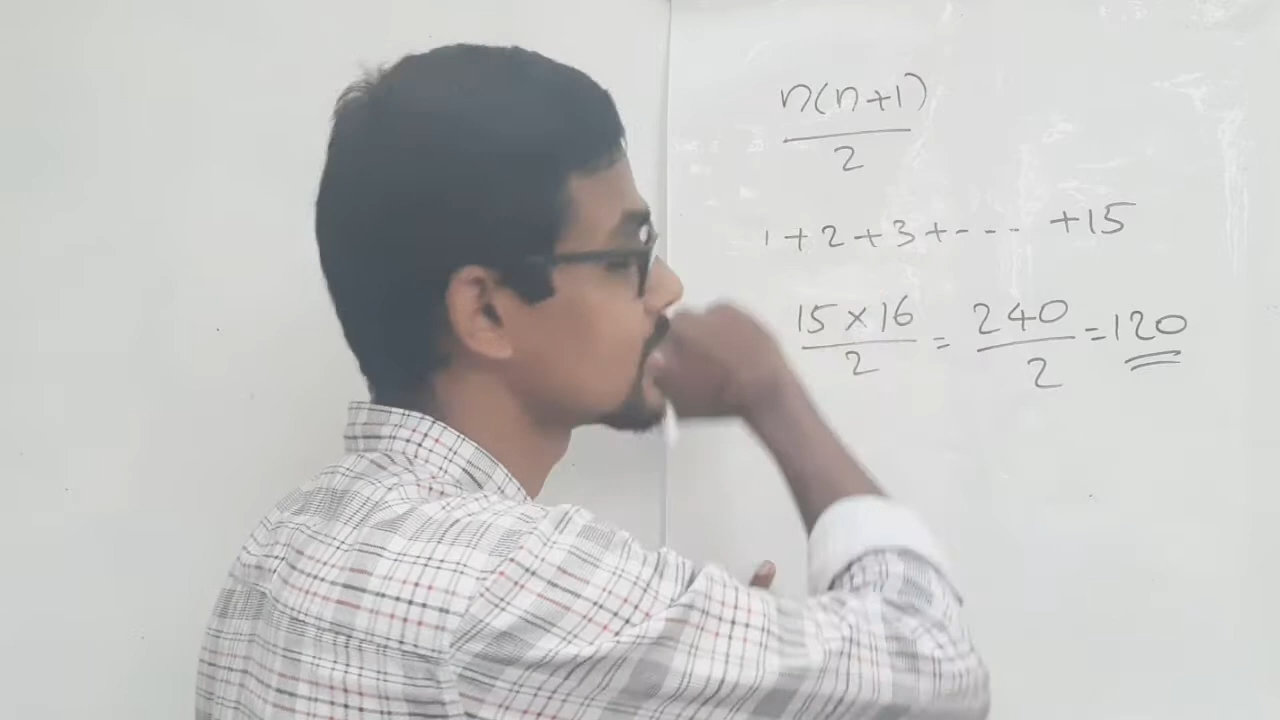 n(n+1)
2
1+2+3+--- +15
15×16/2 = 240/2 =120